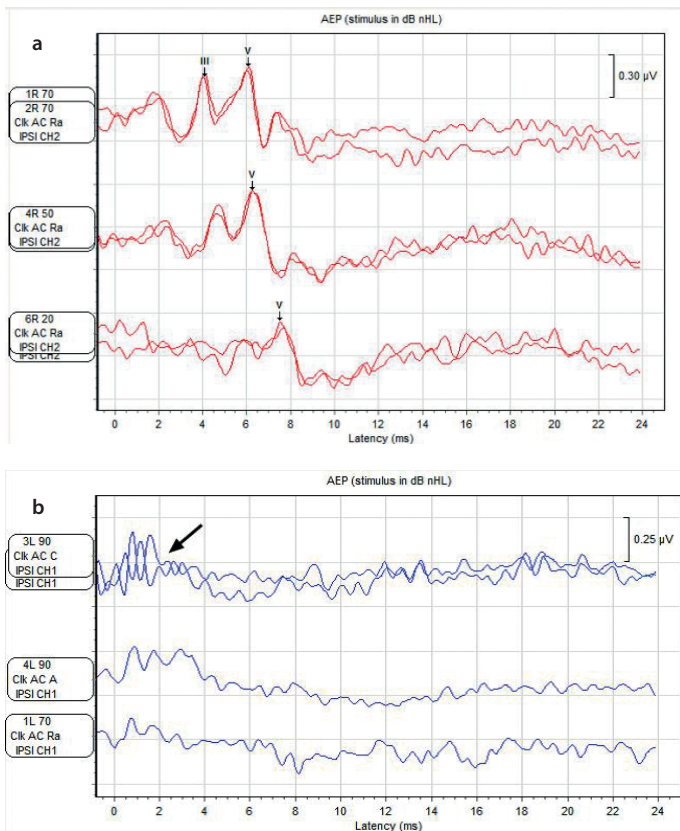 AEP (stimulus in dB nHL)
a
III
V
0.30 µV
1R 70
2R 70
Clk AC Ra
IPSI CH2
V
4R 50
Clk AC Ra
IPSI CH2
V
6R 20
Clk AC Ra
IPSI CH2
0 2 4 6 8 10 12 14 16 18 20 22 24
Latency (ms)
AEP (stimulus in dB nHL)
b
0.25 µV
3L 90
Clk AC C
IPSI CH1
IPSI CH1
4L 90
Clk AC A
IPSI CH1
1L 70
Clk AC Ra
IPSI CH1
0 2 4 6 8 10 12 14 16 18 20 22 24
Latency (ms)